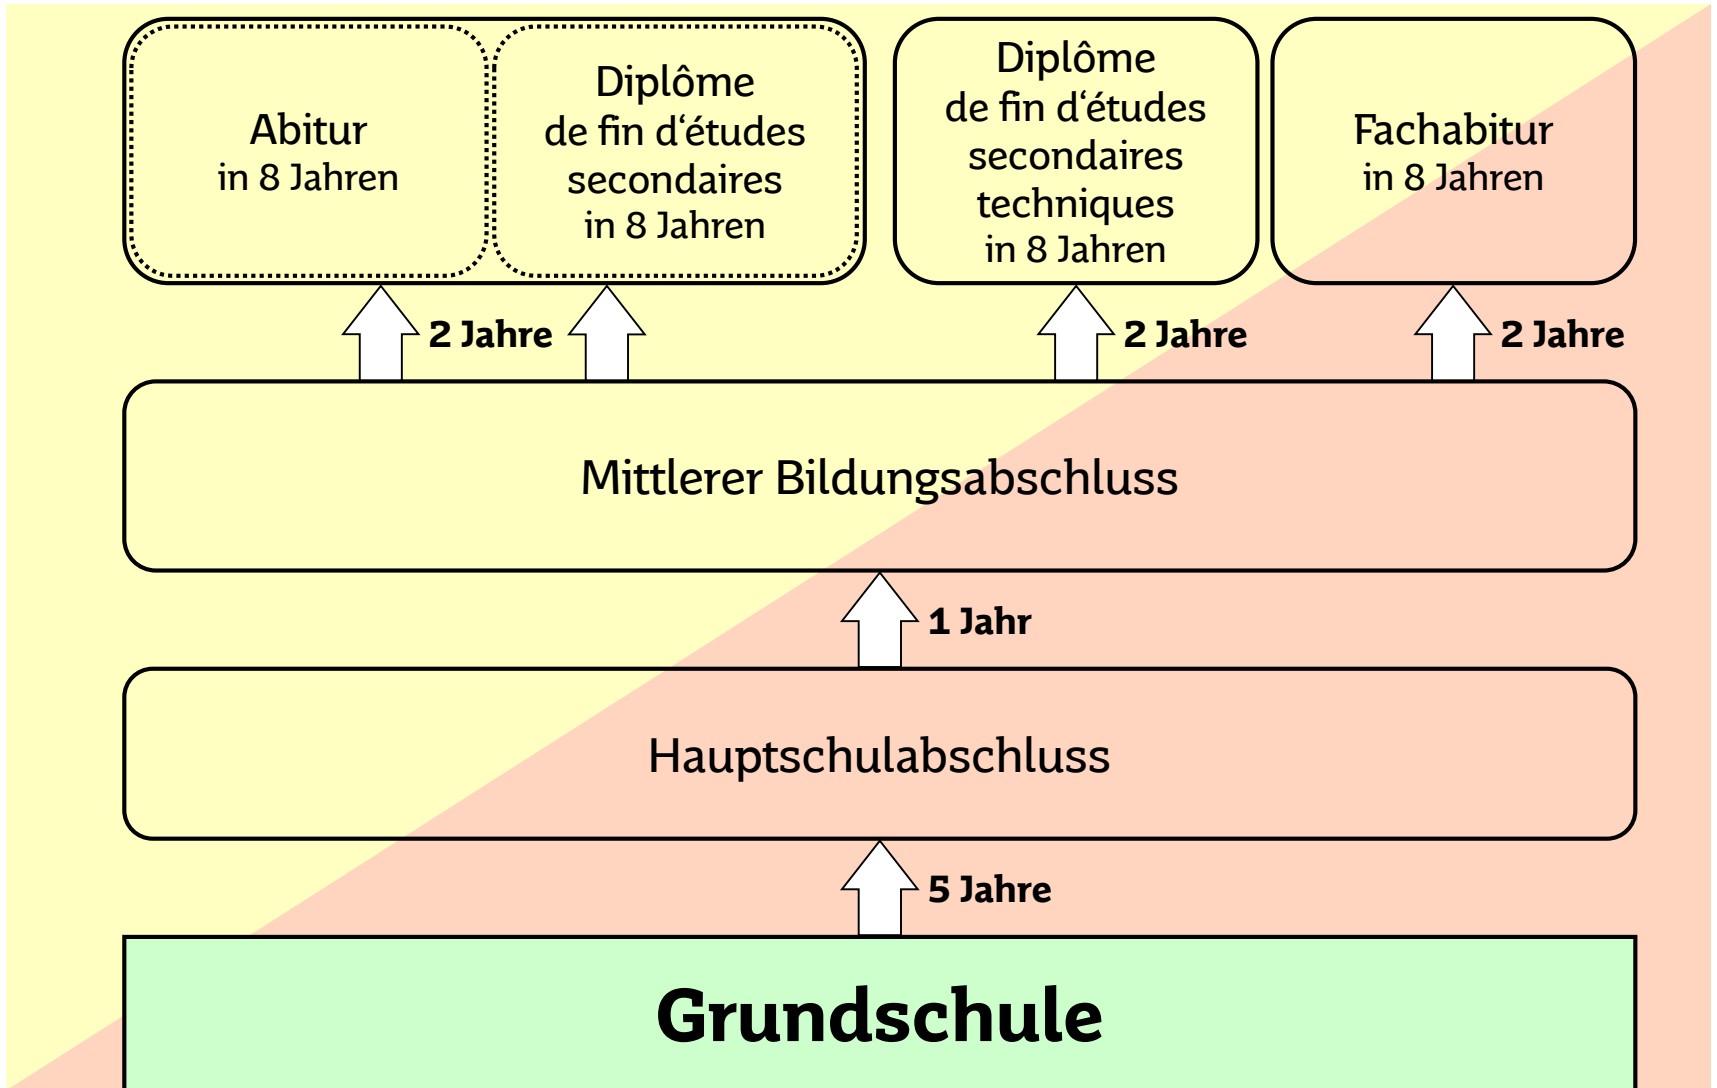 Abitur
in 8 Jahren
Diplôme
de fin d‘études
secondaires
in 8 Jahren
Diplôme
de fin d‘études
secondaires
techniques
in 8 Jahren
Fachabitur
in 8 Jahren
2 Jahre
2 Jahre
2 Jahre
Mittlerer Bildungsabschluss
1 Jahr
Hauptschulabschluss
5 Jahre
Grundschule